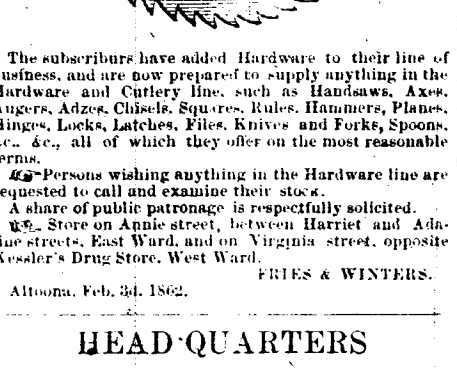 The subscribers have added Hardware to their line of
business, and are now prepared to supply anything in the
Hardware and Cutlery line, such as Handsaws, Axes,
Augers, Adzes, Chisels, Squares, Rules, Hammers, Planes,
Hinges, Locks, Latches, Files, Knives and Forks, Spoons,
&c., &c., all of which they offer on the most reasonable
terms.
☞Persons wishing anything in the Hardware line are
requested to call and examine their stock.
A share of public patronage is respectfully solicited.
☞ Store on Annie street, between Harriet and Ada-
line streets, East Ward, and on Virginia street, opposite
Kessler's Drug Store, West Ward.
FRIES & WINTERS.
Altoona, Feb. 3d, 1862.
HEAD-QUARTERS